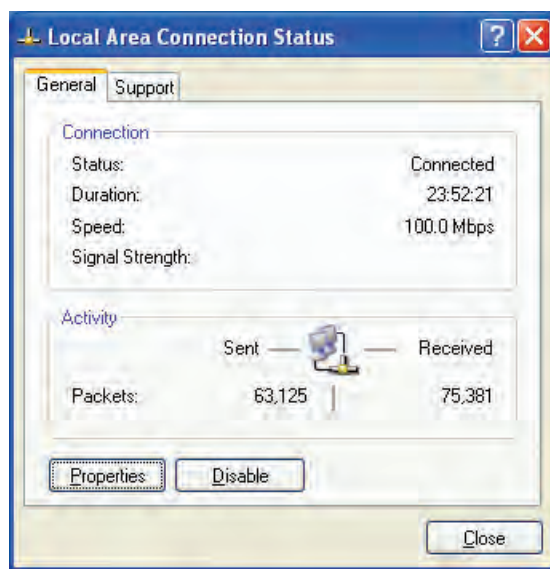 Local Area Connection Status
General Support
Connection
Status: Connected
Duration: 23:52:21
Speed: 100.0 Mbps
Signal Strength:
Activity
Sent — — Received
Packets: 63,125 | 75,381
Properties Disable
Close